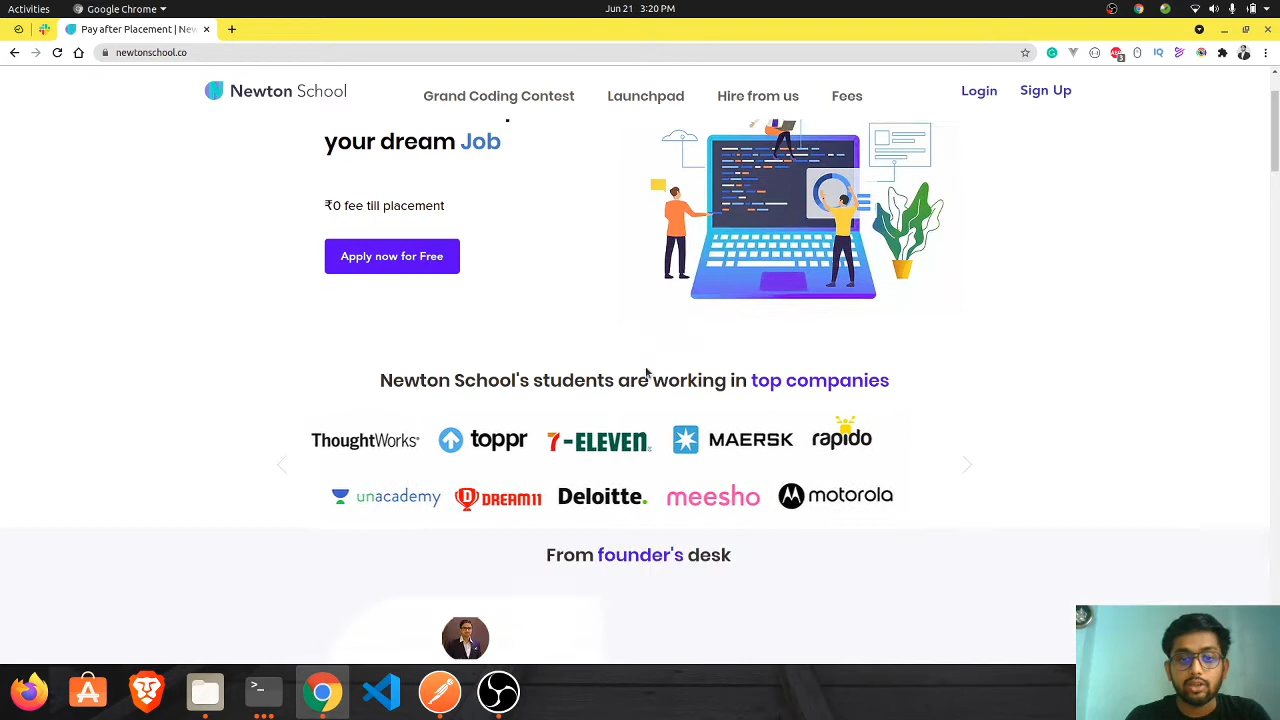 Activities
Google Chrome
Jun 21 3:20 PM
Pay after Placement | New
newtonschool.co
3
Newton School
Grand Coding Contest
Launchpad
Hire from us
Fees
Login
Sign Up
your dream Job
₹0 fee till placement
Apply now for Free
Newton School's students are working in top companies
ThoughtWorks
toppr
7-ELEVEN
MAERSK
rapido
unacademy
DREAM11
Deloitte.
meesho
motorola
From founder's desk